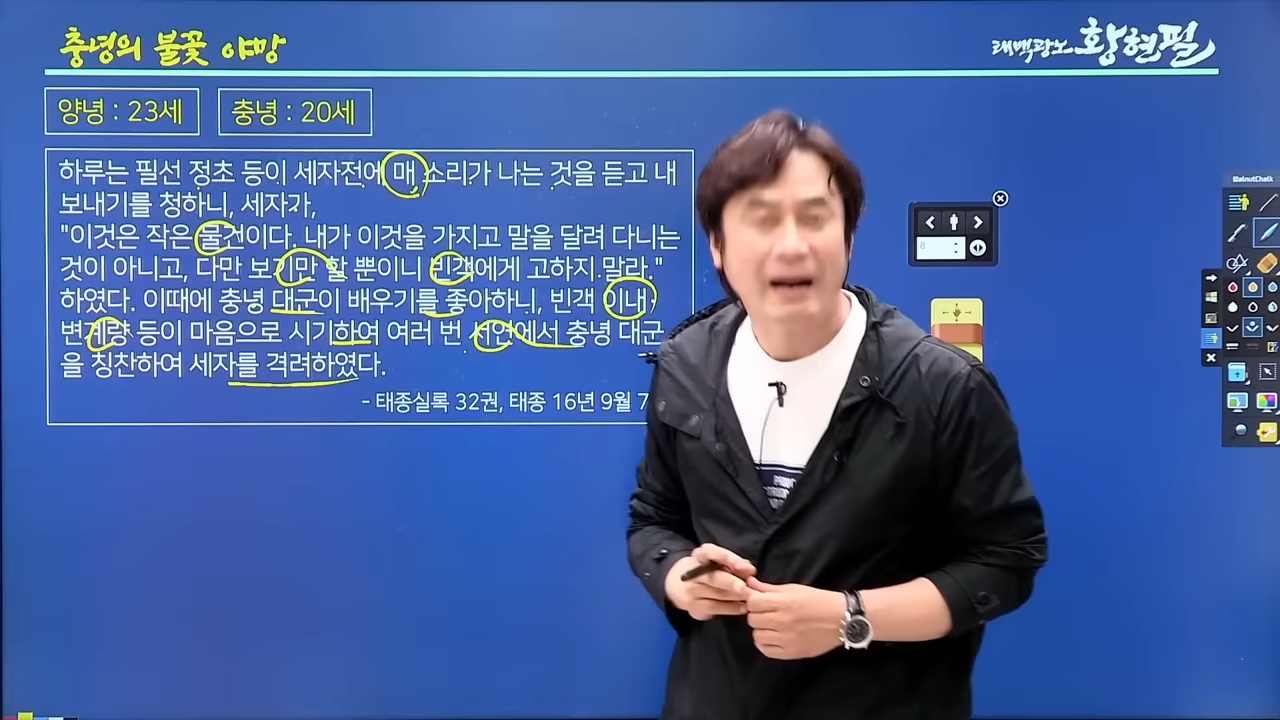 충녕의 불꽃 야망
태백광노 황현필
양녕 : 23세
충녕 : 20세
하루는 필선 정초 등이 세자전에 매 소리가 나는 것을 듣고 내
보내기를 청하니, 세자가,
"이것은 작은 물건이다. 내가 이것을 가지고 말을 달려 다니는
것이 아니고, 다만 보기만 할 뿐이니 빈객에게 고하지 말라."
하였다. 이때에 충녕 대군이 배우기를 좋아하니, 빈객 이내·
변계량 등이 마음으로 시기하여 여러 번 서연에서 충녕 대군
을 칭찬하여 세자를 격려하였다.
- 태종실록 32권, 태종 16년 9월 7
WalnutChalk
8